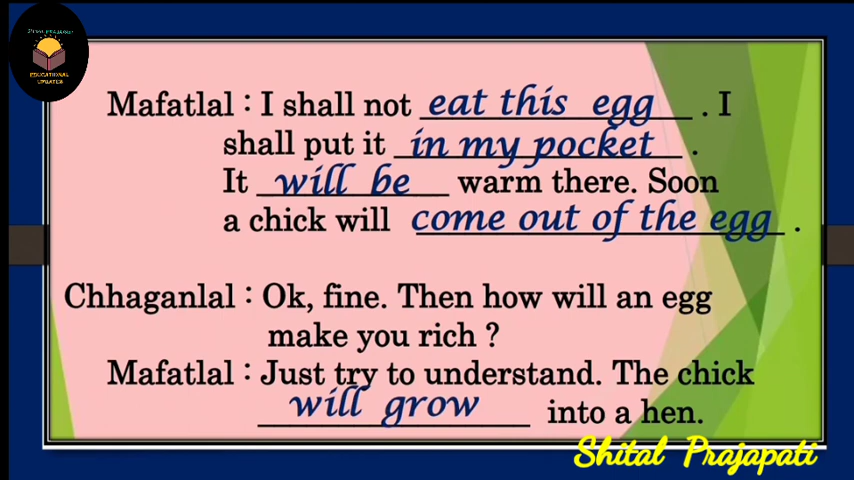 Shital Prajapati
EDUCATIONAL
UPDATES
Mafatlal : I shall not eat this egg. I
shall put it in my pocket.
It will be warm there. Soon
a chick will come out of the egg.
Chhaganlal : Ok, fine. Then how will an egg
make you rich ?
Mafatlal : Just try to understand. The chick
will grow into a hen.
Shital Prajapati